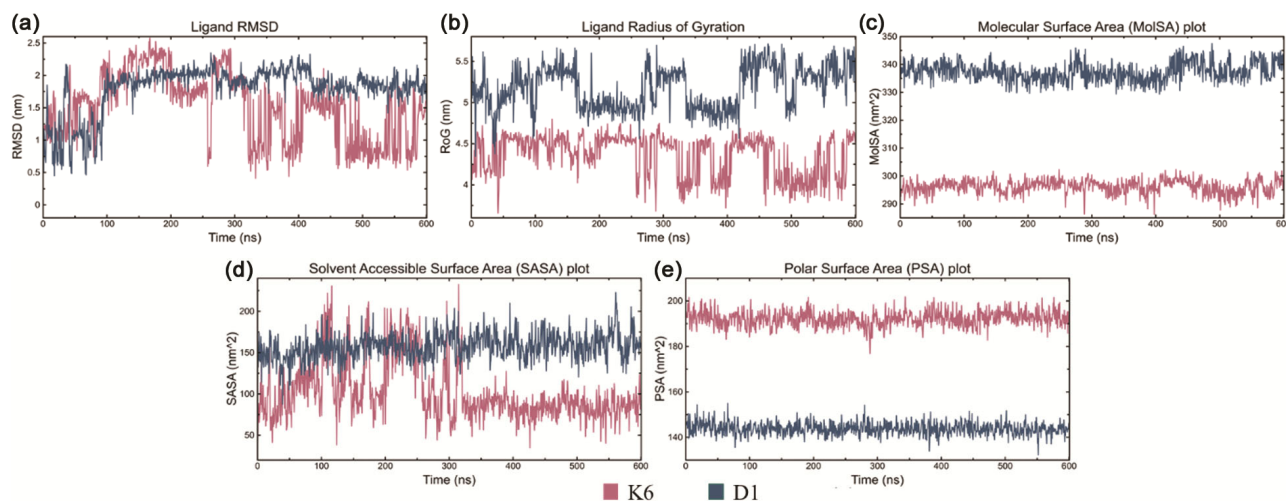 (a) Ligand RMSD
2.5
2
1.5
1
0.5
0
RMSD (nm)
0 100 200 300 400 500 600
Time (ns)
(b) Ligand Radius of Gyration
5.5
5
4.5
4
RoG (nm)
0 100 200 300 400 500 600
Time (ns)
(c) Molecular Surface Area (MolSA) plot
350
340
330
320
310
300
290
MolSA (nm^2)
0 100 200 300 400 500 600
Time (ns)
(d) Solvent Accessible Surface Area (SASA) plot
200
150
100
50
SASA (nm^2)
0 100 200 300 400 500 600
Time (ns)
(e) Polar Surface Area (PSA) plot
200
190
180
170
160
150
140
PSA (nm^2)
0 100 200 300 400 500 600
Time (ns)
K6 D1